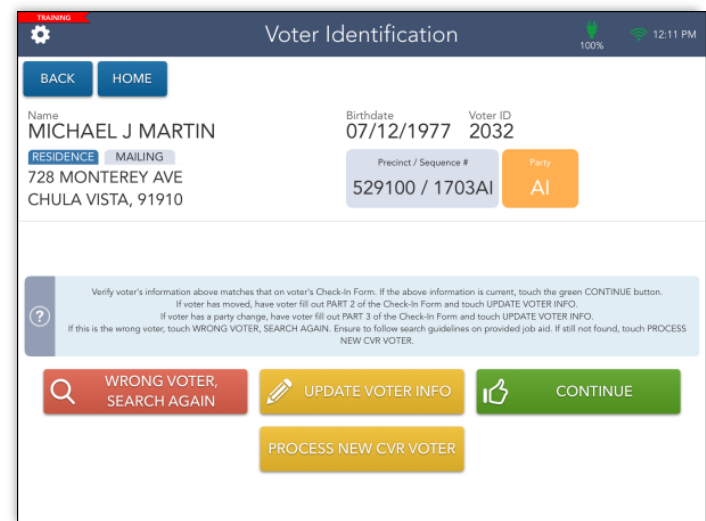 TRAINING
Voter Identification
100%
12:11 PM
BACK
HOME
Name
MICHAEL J MARTIN
Birthdate
07/12/1977
Voter ID
2032
RESIDENCE
MAILING
728 MONTEREY AVE
CHULA VISTA, 91910
Precinct / Sequence #
529100 / 1703AI
Party
AI
?
Verify voter's information above matches that on voter's Check-In Form. If the above information is current, touch the green CONTINUE button.
If voter has moved, have voter fill out PART 2 of the Check-In Form and touch UPDATE VOTER INFO.
If voter has a party change, have voter fill out PART 3 of the Check-In Form and touch UPDATE VOTER INFO.
If this is the wrong voter, touch WRONG VOTER, SEARCH AGAIN. Ensure to follow search guidelines on provided job aid. If still not found, touch PROCESS
NEW CVR VOTER.
WRONG VOTER,
SEARCH AGAIN
UPDATE VOTER INFO
CONTINUE
PROCESS NEW CVR VOTER